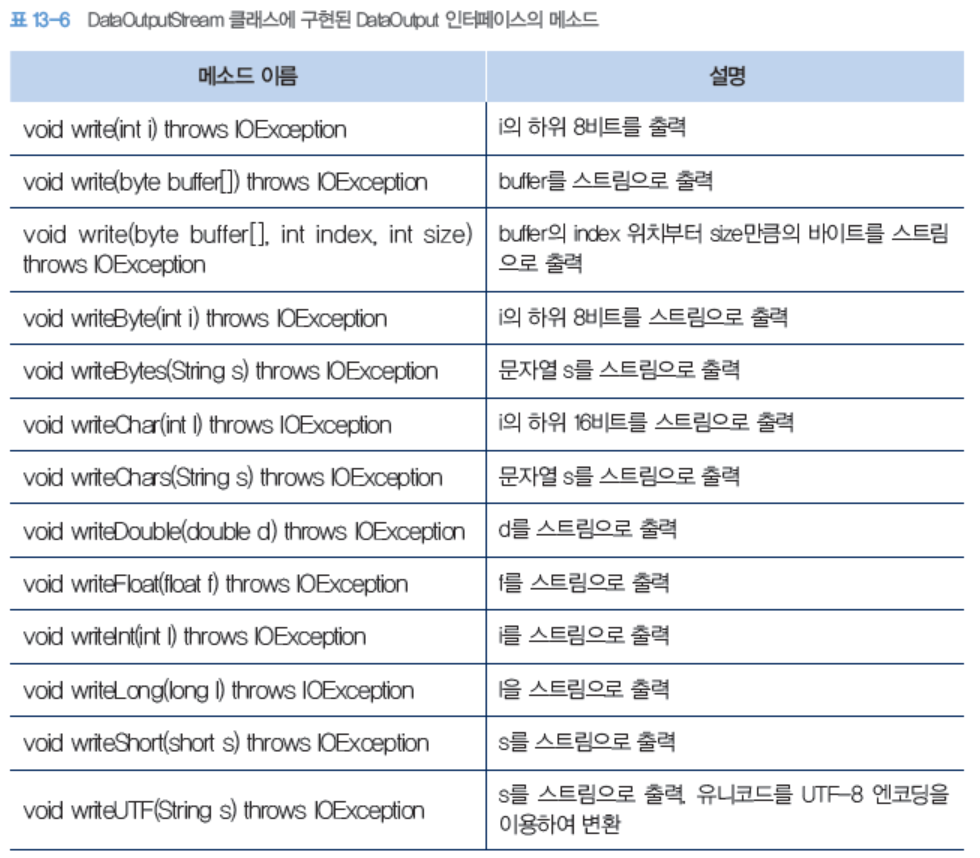 표 13-6 DataOutputStream 클래스에 구현된 DataOutput 인터페이스의 메소드
메소드 이름 설명
void write(int i) throws IOException i의 하위 8비트를 출력
void write(byte buffer[]) throws IOException buffer를 스트림으로 출력
void write(byte buffer[], int index, int size) buffer의 index 위치부터 size만큼의 바이트를 스트림
throws IOException 으로 출력
void writeByte(int i) throws IOException i의 하위 8비트를 스트림으로 출력
void writeBytes(String s) throws IOException 문자열 s를 스트림으로 출력
void writeChar(int I) throws IOException i의 하위 16비트를 스트림으로 출력
void writeChars(String s) throws IOException 문자열 s를 스트림으로 출력
void writeDouble(double d) throws IOException d를 스트림으로 출력
void writeFloat(float f) throws IOException f를 스트림으로 출력
void writeInt(int I) throws IOException i를 스트림으로 출력
void writeLong(long l) throws IOException l을 스트림으로 출력
void writeShort(short s) throws IOException s를 스트림으로 출력
void writeUTF(String s) throws IOException s를 스트림으로 출력, 유니코드를 UTF-8 엔코딩을
이용하여 변환